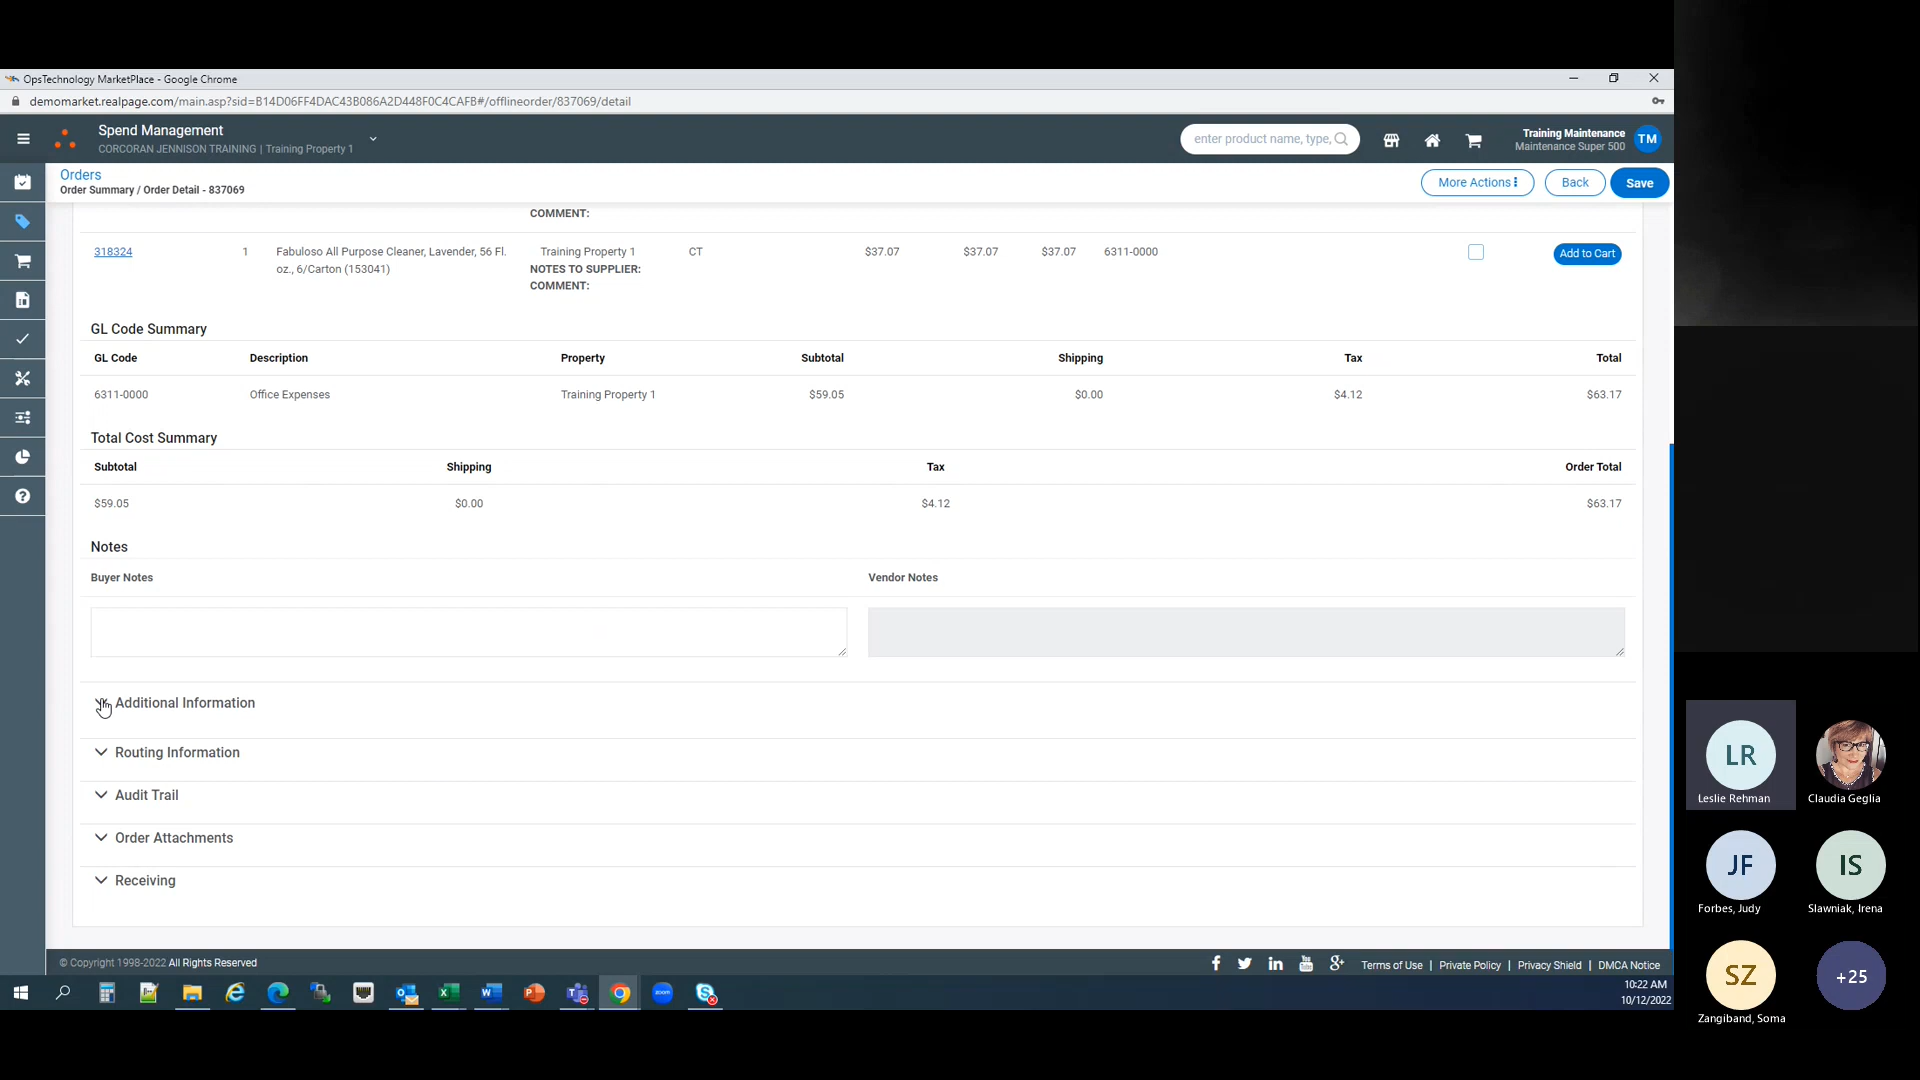 OpsTechnology MarketPlace - Google Chrome
demomarket.realpage.com/main.asp?sid=B14D06FF4DAC43B086A2D448F0C4CAFB#/offlineorder/837069/detail
Spend Management
CORCORAN JENNISON TRAINING | Training Property 1
enter product name, type,
Training Maintenance
Maintenance Super 500
TM
Orders
Order Summary / Order Detail - 837069
More Actions
Back
Save
COMMENT:
318324 1 Fabuloso All Purpose Cleaner, Lavender, 56 Fl. Training Property 1 CT $37.07 $37.07 $37.07 6311-0000 Add to Cart
oz., 6/Carton (153041) NOTES TO SUPPLIER:
COMMENT:
GL Code Summary
GL Code Description Property Subtotal Shipping Tax Total
6311-0000 Office Expenses Training Property 1 $59.05 $0.00 $4.12 $63.17
Total Cost Summary
Subtotal Shipping Tax Order Total
$59.05 $0.00 $4.12 $63.17
Notes
Buyer Notes Vendor Notes
Additional Information
Routing Information
Audit Trail
Order Attachments
Receiving
© Copyright 1998-2022 All Rights Reserved
Terms of Use | Private Policy | Privacy Shield | DMCA Notice
10:22 AM
10/12/2022
LR
Leslie Rehman
Claudia Geglia
JF
Forbes, Judy
IS
Slawniak, Irena
SZ
Zangiband, Soma
+25